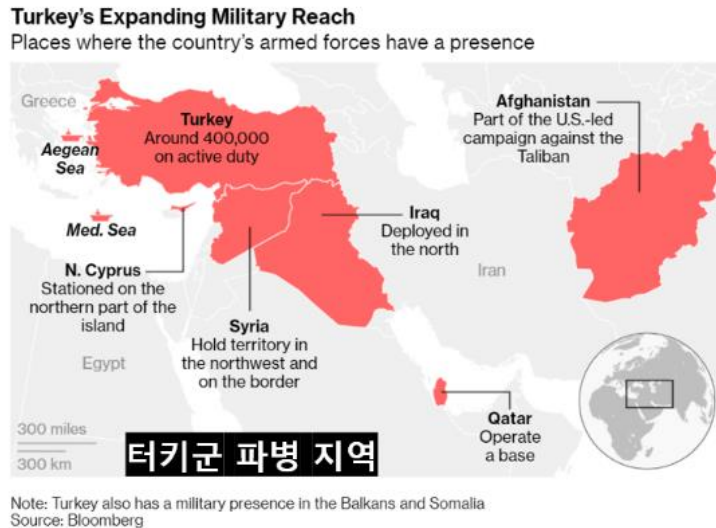 Turkey's Expanding Military Reach
Places where the country's armed forces have a presence
Greece
Turkey
Around 400,000
on active duty
Afghanistan
Part of the U.S.-led
campaign against the
Taliban
Aegean
Sea
Med. Sea
Iraq
Deployed in
the north
Iran
N. Cyprus
Stationed on the
northern part of the
island
Syria
Hold territory in
the northwest and
on the border
Egypt
Qatar
Operate
a base
300 miles
300 km
터키군 파병 지역
Note: Turkey also has a military presence in the Balkans and Somalia
Source: Bloomberg